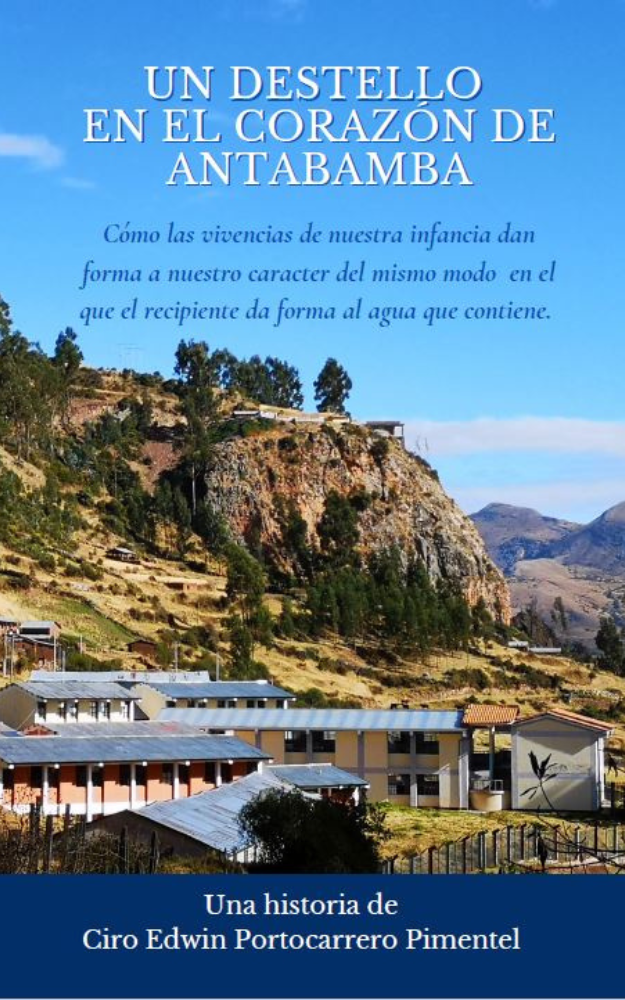 UN DESTELLO
EN EL CORAZÓN DE
ANTABAMBA
Cómo las vivencias de nuestra infancia dan
forma a nuestro caracter del mismo modo en el
que el recipiente da forma al agua que contiene.
Una historia de
Ciro Edwin Portocarrero Pimentel